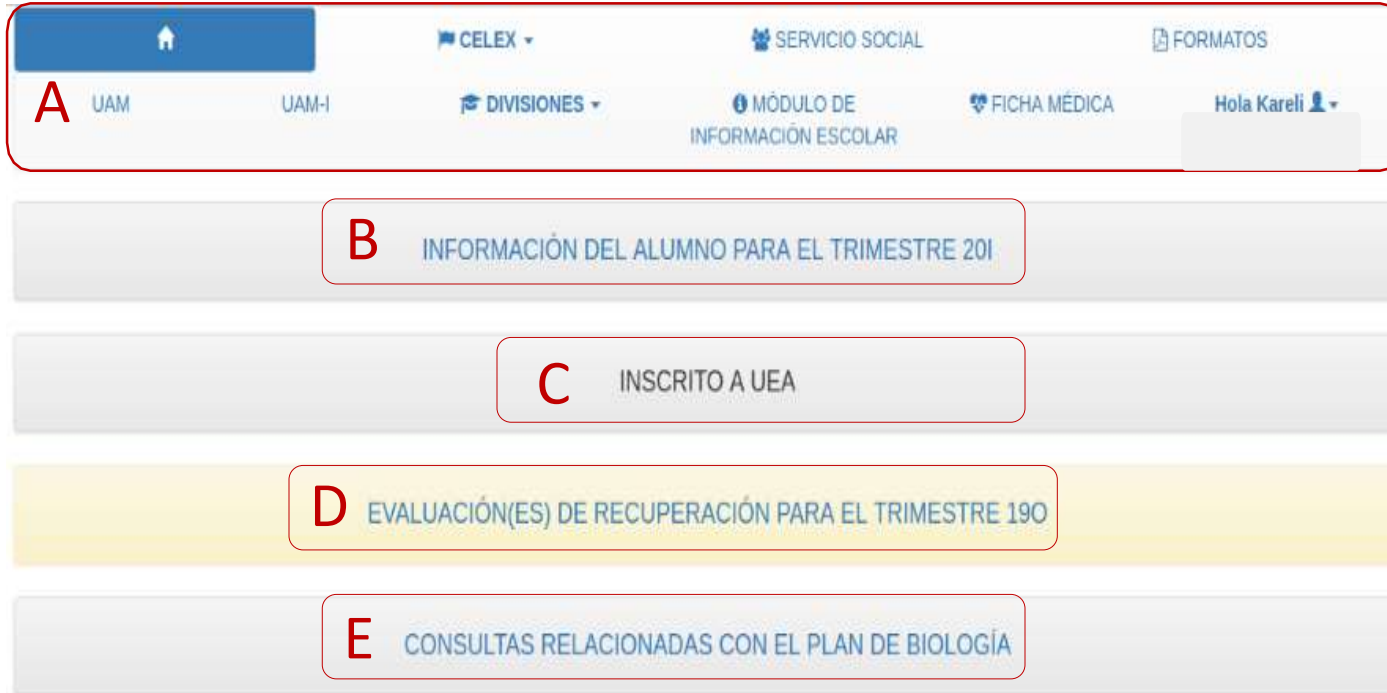 CELEX SERVICIO SOCIAL FORMATOS
A UAM UAM-I DIVISIONES MÓDULO DE INFORMACIÓN ESCOLAR FICHA MÉDICA Hola Kareli
B INFORMACIÓN DEL ALUMNO PARA EL TRIMESTRE 20I
C INSCRITO A UEA
D EVALUACIÓN(ES) DE RECUPERACIÓN PARA EL TRIMESTRE 19O
E CONSULTAS RELACIONADAS CON EL PLAN DE BIOLOGÍA